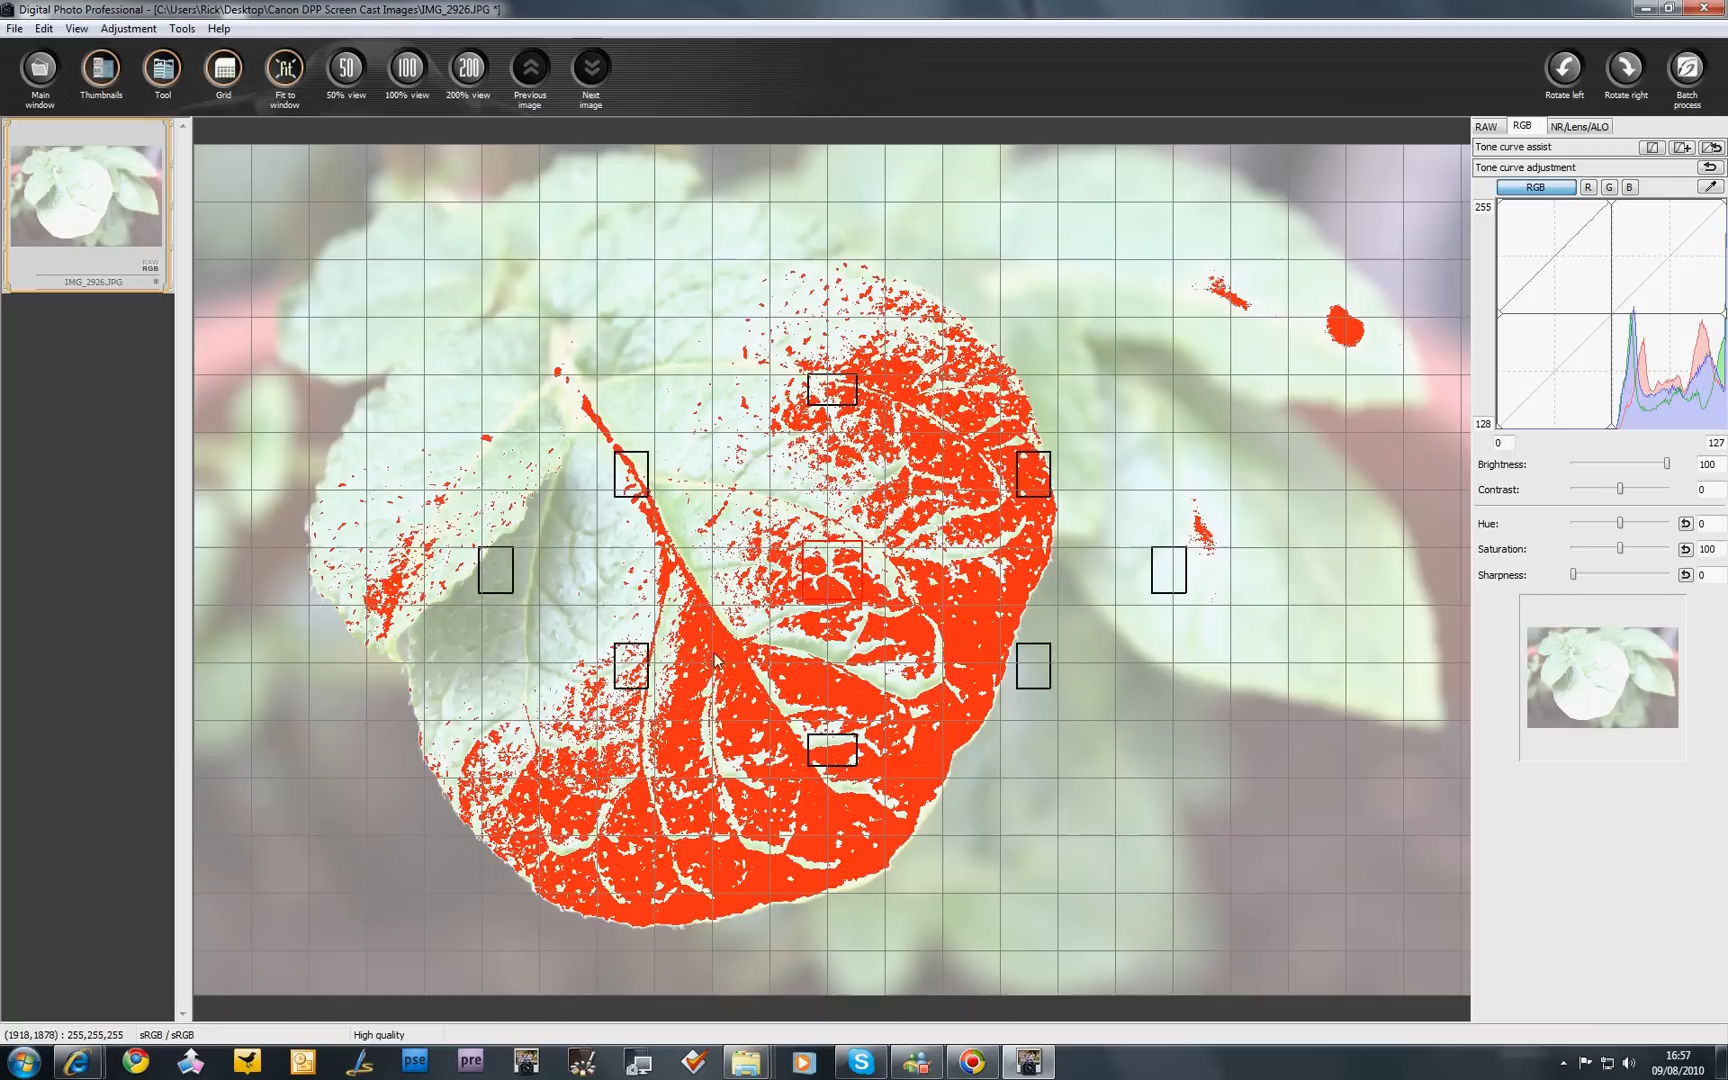 Digital Photo Professional - [C:\Users\Rick\Desktop\Canon DPP Screen Cast Images\IMG_2926.JPG *]
File Edit View Adjustment Tools Help
Main window
Thumbnails
Tool
Grid
Fit to window
50
50% view
100
100% view
200
200% view
Previous image
Next image
Rotate left
Rotate right
Batch process
RAW
RGB
IMG_2926.JPG
RAW RGB NR/Lens/ALO
Tone curve assist
Tone curve adjustment
RGB R G B
255
128
0 127
Brightness: 100
Contrast: 0
Hue: 0
Saturation: 100
Sharpness: 0
(1918,1878) : 255,255,255 sRGB / sRGB High quality
pse
pre
16:57
09/08/2010